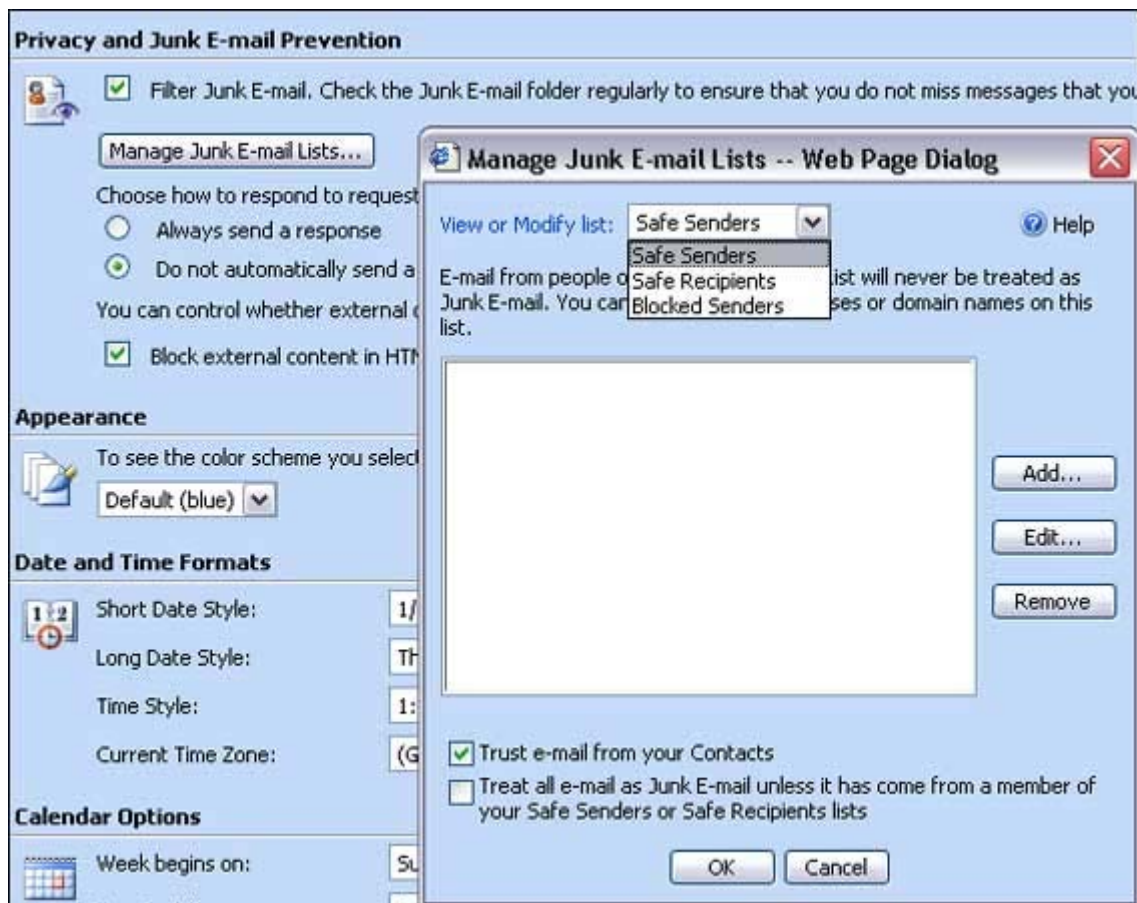 Privacy and Junk E-mail Prevention
Filter Junk E-mail. Check the Junk E-mail folder regularly to ensure that you do not miss messages that you
Manage Junk E-mail Lists...
Choose how to respond to request
Always send a response
Do not automatically send a
You can control whether external
Block external content in
Appearance
To see the color scheme you select
Default (blue)
Date and Time Formats
1 2
Short Date Style:
1/
Long Date Style:
Time Style:
1:
Current Time Zone:
(G
Calendar Options
Week begins on:
Su
Manage Junk E-mail Lists -- Web Page Dialog
View or Modify list:
Safe Senders
Help
Safe Senders
Safe Recipients
Blocked Senders
E-mail from people will never be treated as
Junk E-mail. You can or domain names on this
list.
Add...
Edit...
Remove
Trust e-mail from your Contacts
Treat all e-mail as Junk E-mail unless it has come from a member of
your Safe Senders or Safe Recipients lists
OK
Cancel